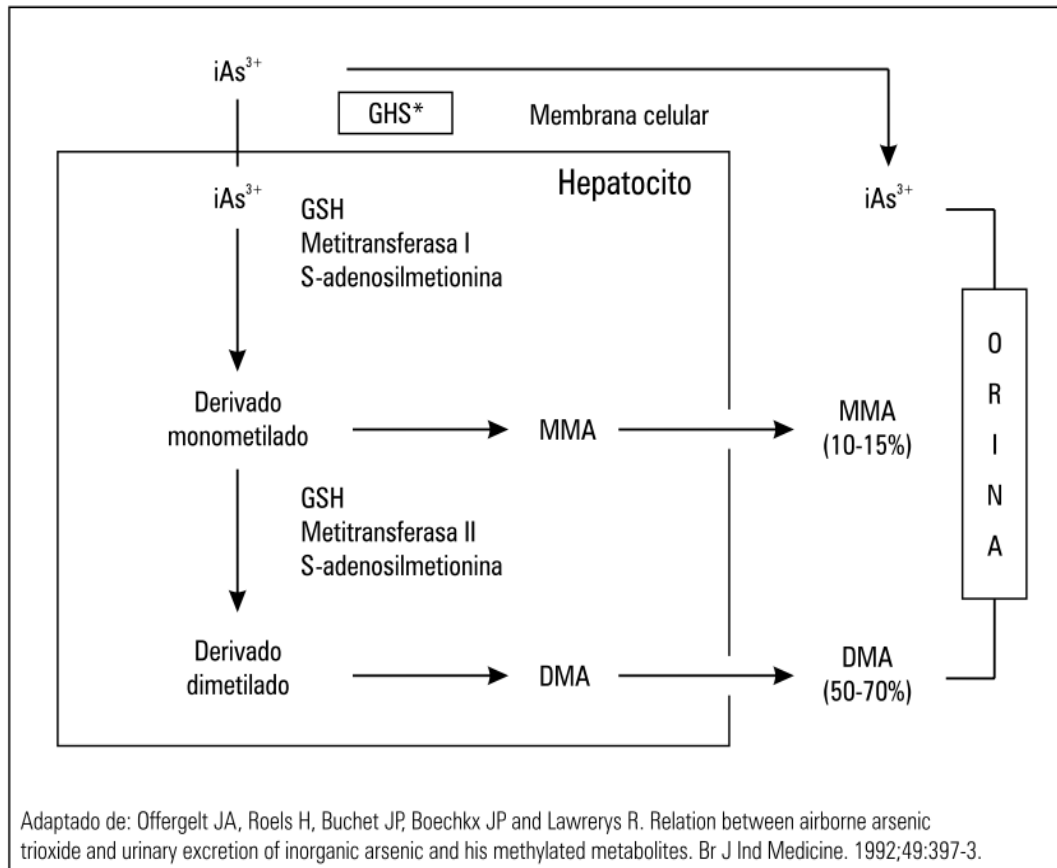 iAs³⁺
GHS*
Membrana celular
Hepatocito
iAs³⁺
iAs³⁺
GSH
Metitransferasa I
S-adenosilmetionina
Derivado
monometilado
MMA
MMA
(10-15%)
GSH
Metitransferasa II
S-adenosilmetionina
Derivado
dimetilado
DMA
DMA
(50-70%)
O
R
I
N
A
Adaptado de: Offergelt JA, Roels H, Buchet JP, Boechkx JP and Lawrerys R. Relation between airborne arsenic
trioxide and urinary excretion of inorganic arsenic and his methylated metabolites. Br J Ind Medicine. 1992;49:397-3.